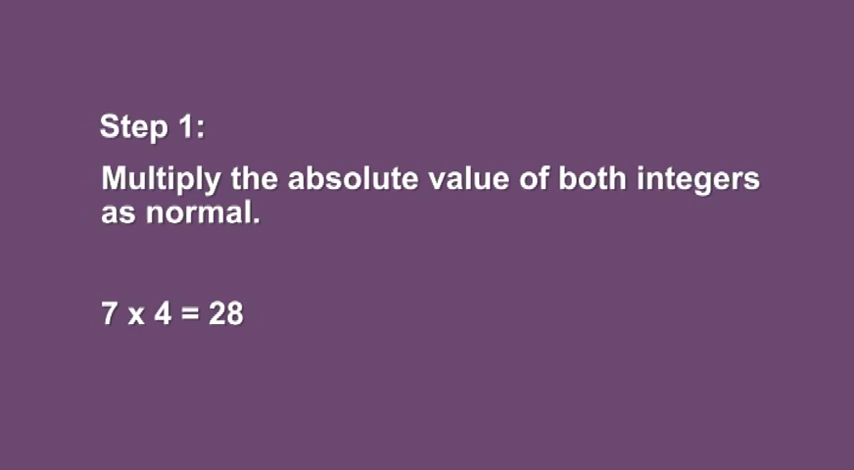 Step 1:
Multiply the absolute value of both integers
as normal.
7 x 4 = 28